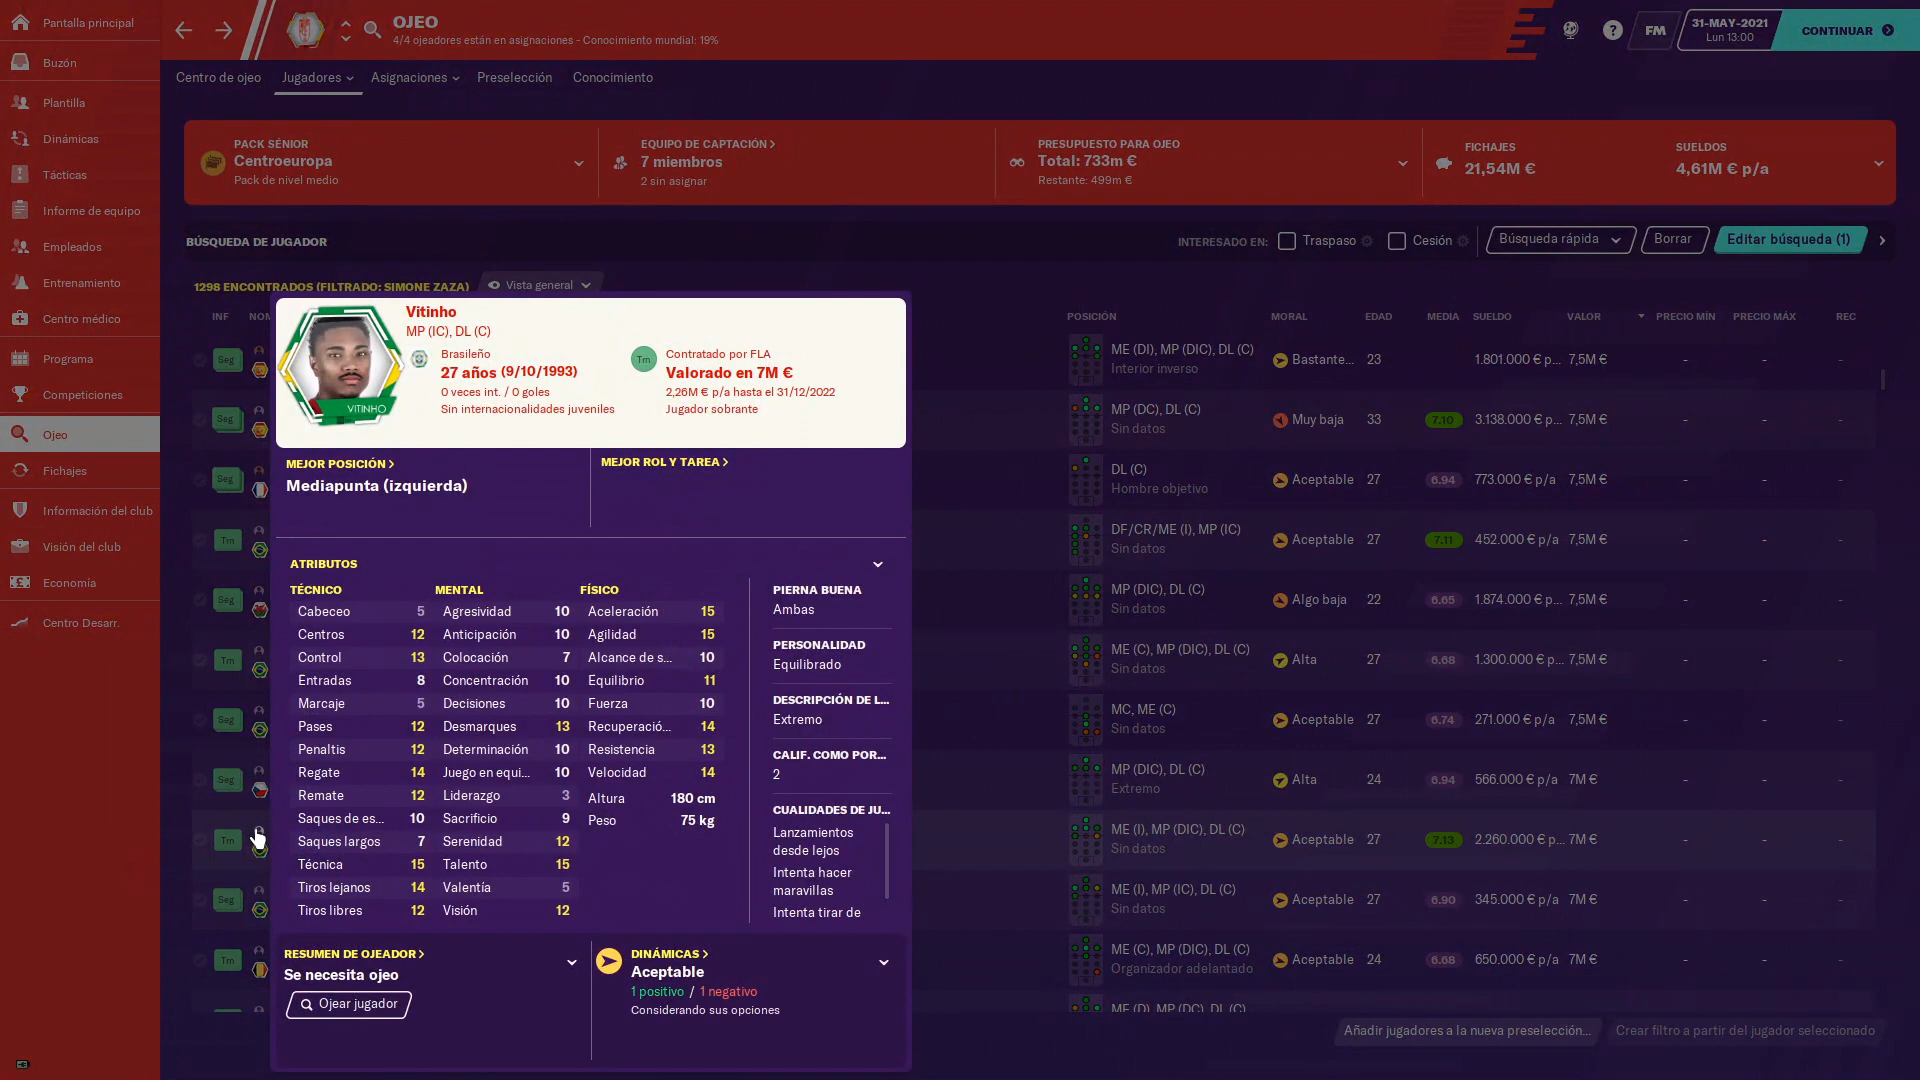 Pantalla principal
Buzón
Plantilla
Dinámicas
Tácticas
Informe de equipo
Empleados
Entrenamiento
Centro médico
Programa
Competiciones
Ojeo
Fichajes
Información del club
Visión del club
Economía
Centro Desarr.
OJEO
4/4 ojeadores están en asignaciones - Conocimiento mundial: 19%
FM
31-MAY-2021
Lun 13:00
CONTINUAR
Centro de ojeo
Jugadores
Asignaciones
Preselección
Conocimiento
PACK SÉNIOR
Centroeuropa
Pack de nivel medio
EQUIPO DE CAPTACIÓN
7 miembros
2 sin asignar
PRESUPUESTO PARA OJEO
Total: 733m €
Restante: 499m €
FICHAJES
21,54M €
SUELDOS
4,61M € p/a
BÚSQUEDA DE JUGADOR
INTERESADO EN:
Traspaso
Cesión
Búsqueda rápida
Borrar
Editar búsqueda (1)
1298 ENCONTRADOS (FILTRADO: SIMONE ZAZA)
Vista general
INF
POSICIÓN
MORAL
EDAD
MEDIA
SUELDO
VALOR
PRECIO MÍN
PRECIO MÁX
REC
Seg
ME (DI), MP (DIC), DL (C)
Interior inverso
Bastante...
23
1.801.000 € p...
7,5M €
-
-
-
Seg
MP (DC), DL (C)
Sin datos
Muy baja
33
7.10
3.138.000 € p...
7,5M €
-
-
-
Seg
DL (C)
Hombre objetivo
Aceptable
27
6.94
773.000 € p/a
7,5M €
-
-
-
Trn
DF/CR/ME (I), MP (IC)
Sin datos
Aceptable
27
7.11
452.000 € p/a
7,5M €
-
-
-
Seg
MP (DIC), DL (C)
Sin datos
Algo baja
22
6.65
1.874.000 € p...
7,5M €
-
-
-
Trn
ME (C), MP (DIC), DL (C)
Sin datos
Alta
27
6.68
1.300.000 € p...
7,5M €
-
-
-
Seg
MC, ME (C)
Sin datos
Aceptable
27
6.74
271.000 € p/a
7,5M €
-
-
-
Seg
MP (DIC), DL (C)
Extremo
Alta
24
6.94
566.000 € p/a
7M €
-
-
-
Trn
ME (I), MP (DIC), DL (C)
Sin datos
Aceptable
27
7.13
2.260.000 € p...
7M €
-
-
-
Seg
ME (I), MP (IC), DL (C)
Sin datos
Aceptable
27
6.90
345.000 € p/a
7M €
-
-
-
Trn
ME (C), MP (DIC), DL (C)
Organizador adelantado
Aceptable
24
6.68
650.000 € p/a
7M €
-
-
-
ME (D), MP (DC), DL (C)
Añadir jugadores a la nueva preselección...
Crear filtro a partir del jugador seleccionado
VITINHO
Vitinho
MP (IC), DL (C)
Brasileño
27 años (9/10/1993)
0 veces int. / 0 goles
Sin internacionalidades juveniles
Trn
Contratado por FLA
Valorado en 7M €
2,26M € p/a hasta el 31/12/2022
Jugador sobrante
MEJOR POSICIÓN
Mediapunta (izquierda)
MEJOR ROL Y TAREA
ATRIBUTOS
TÉCNICO
Cabeceo 5
Centros 12
Control 13
Entradas 8
Marcaje 5
Pases 12
Penaltis 12
Regate 14
Remate 12
Saques de es... 10
Saques largos 7
Técnica 15
Tiros lejanos 14
Tiros libres 12
MENTAL
Agresividad 10
Anticipación 10
Colocación 7
Concentración 10
Decisiones 10
Desmarques 13
Determinación 10
Juego en equi... 10
Liderazgo 3
Sacrificio 9
Serenidad 12
Talento 15
Valentía 5
Visión 12
FÍSICO
Aceleración 15
Agilidad 15
Alcance de s... 10
Equilibrio 11
Fuerza 10
Recuperació... 14
Resistencia 13
Velocidad 14
Altura 180 cm
Peso 75 kg
PIERNA BUENA
Ambas
PERSONALIDAD
Equilibrado
DESCRIPCIÓN DE L...
Extremo
CALIF. COMO POR...
2
CUALIDADES DE JU...
Lanzamientos
desde lejos
Intenta hacer
maravillas
Intenta tirar de
RESUMEN DE OJEADOR
Se necesita ojeo
Ojear jugador
DINÁMICAS
Aceptable
1 positivo / 1 negativo
Considerando sus opciones